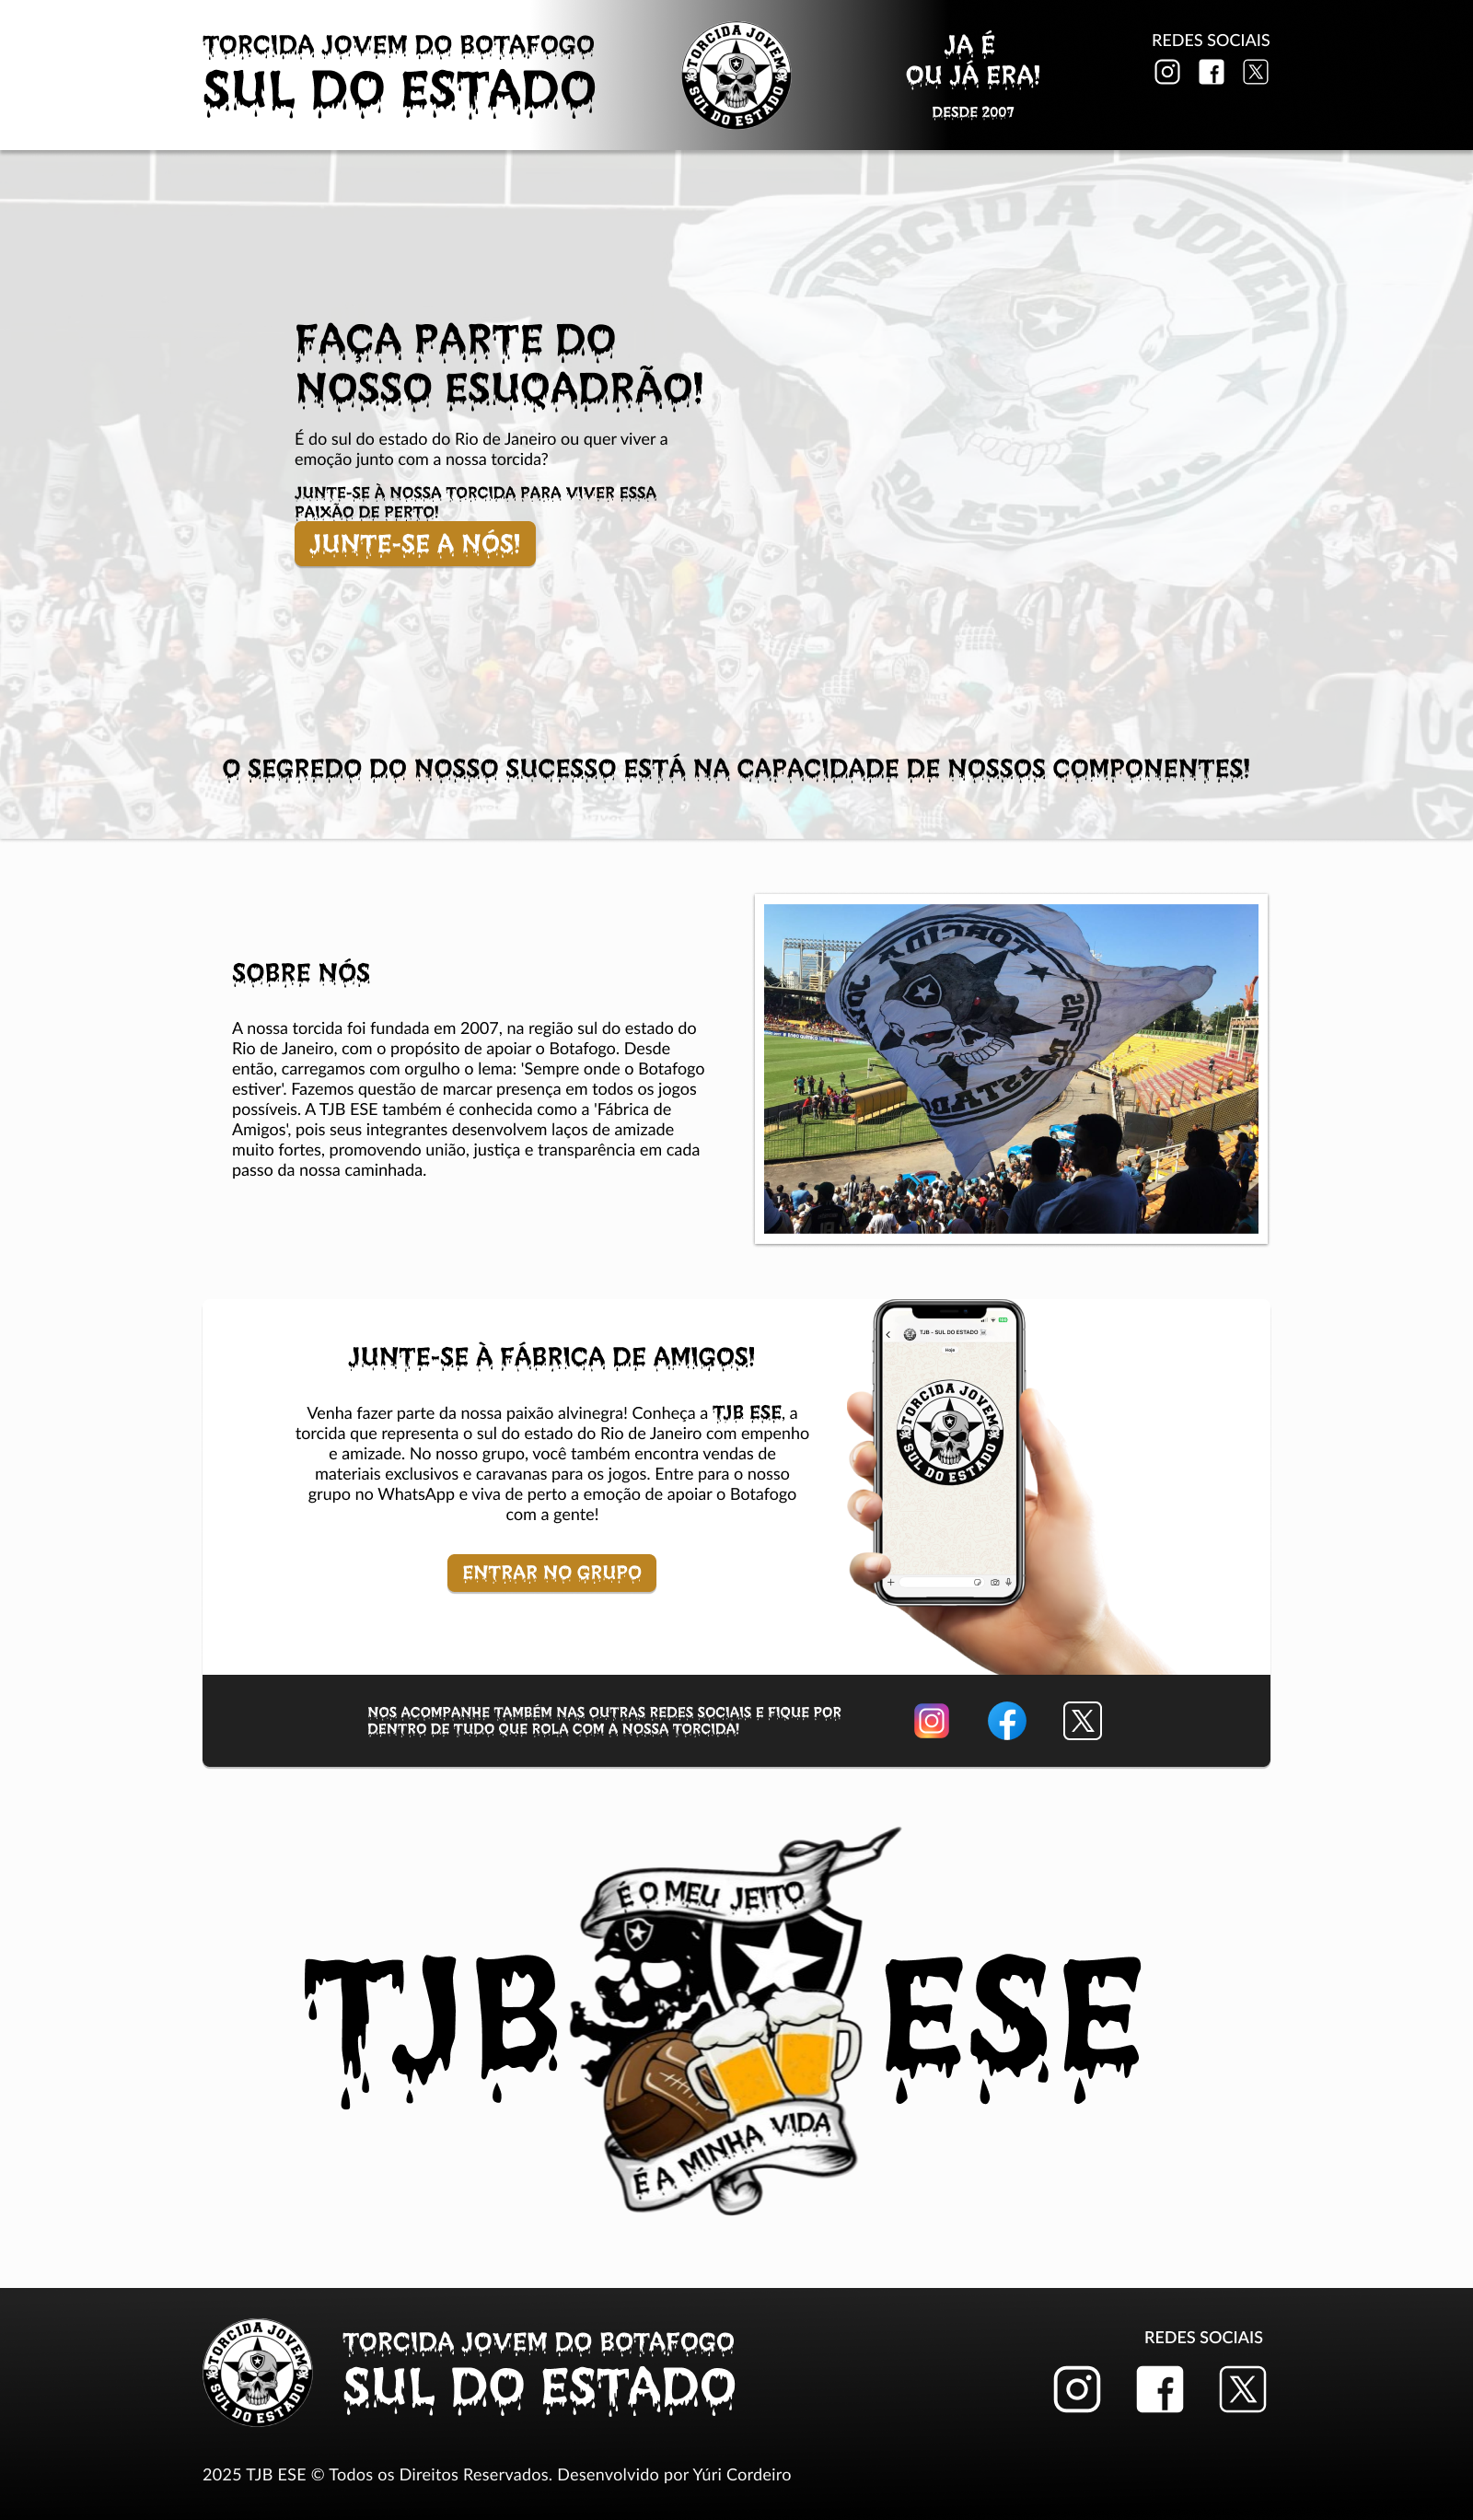 TORCIDA JOVEM DO BOTAFOGO
SUL DO ESTADO
TORCIDA JOVEM
SUL DO ESTADO
JA É
OU JÁ ERA!
DESDE 2007
REDES SOCIAIS
TORCIDA JOVEM
FAÇA PARTE DO
NOSSO ESUQADRÃO!
É do sul do estado do Rio de Janeiro ou quer viver a
emoção junto com a nossa torcida?
JUNTE-SE À NOSSA TORCIDA PARA VIVER ESSA
PAIXÃO DE PERTO!
JUNTE-SE A NÓS!
O SEGREDO DO NOSSO SUCESSO ESTÁ NA CAPACIDADE DE NOSSOS COMPONENTES!
SOBRE NÓS
A nossa torcida foi fundada em 2007, na região sul do estado do
Rio de Janeiro, com o propósito de apoiar o Botafogo. Desde
então, carregamos com orgulho o lema: 'Sempre onde o Botafogo
estiver'. Fazemos questão de marcar presença em todos os jogos
possíveis. A TJB ESE também é conhecida como a 'Fábrica de
Amigos', pois seus integrantes desenvolvem laços de amizade
muito fortes, promovendo união, justiça e transparência em cada
passo da nossa caminhada.
TORCIDA
SUL DO ESTADO
JUNTE-SE À FÁBRICA DE AMIGOS!
Venha fazer parte da nossa paixão alvinegra! Conheça a TJB ESE, a
torcida que representa o sul do estado do Rio de Janeiro com empenho
e amizade. No nosso grupo, você também encontra vendas de
materiais exclusivos e caravanas para os jogos. Entre para o nosso
grupo no WhatsApp e viva de perto a emoção de apoiar o Botafogo
com a gente!
ENTRAR NO GRUPO
TJB - SUL DO ESTADO
Hoje
TORCIDA JOVEM
SUL DO ESTADO
NOS ACOMPANHE TAMBÉM NAS OUTRAS REDES SOCIAIS E FIQUE POR
DENTRO DE TUDO QUE ROLA COM A NOSSA TORCIDA!
É O MEU JEITO
TJB ESE
É A MINHA VIDA
TORCIDA JOVEM
SUL DO ESTADO
TORCIDA JOVEM DO BOTAFOGO
SUL DO ESTADO
REDES SOCIAIS
2025 TJB ESE © Todos os Direitos Reservados. Desenvolvido por Yúri Cordeiro